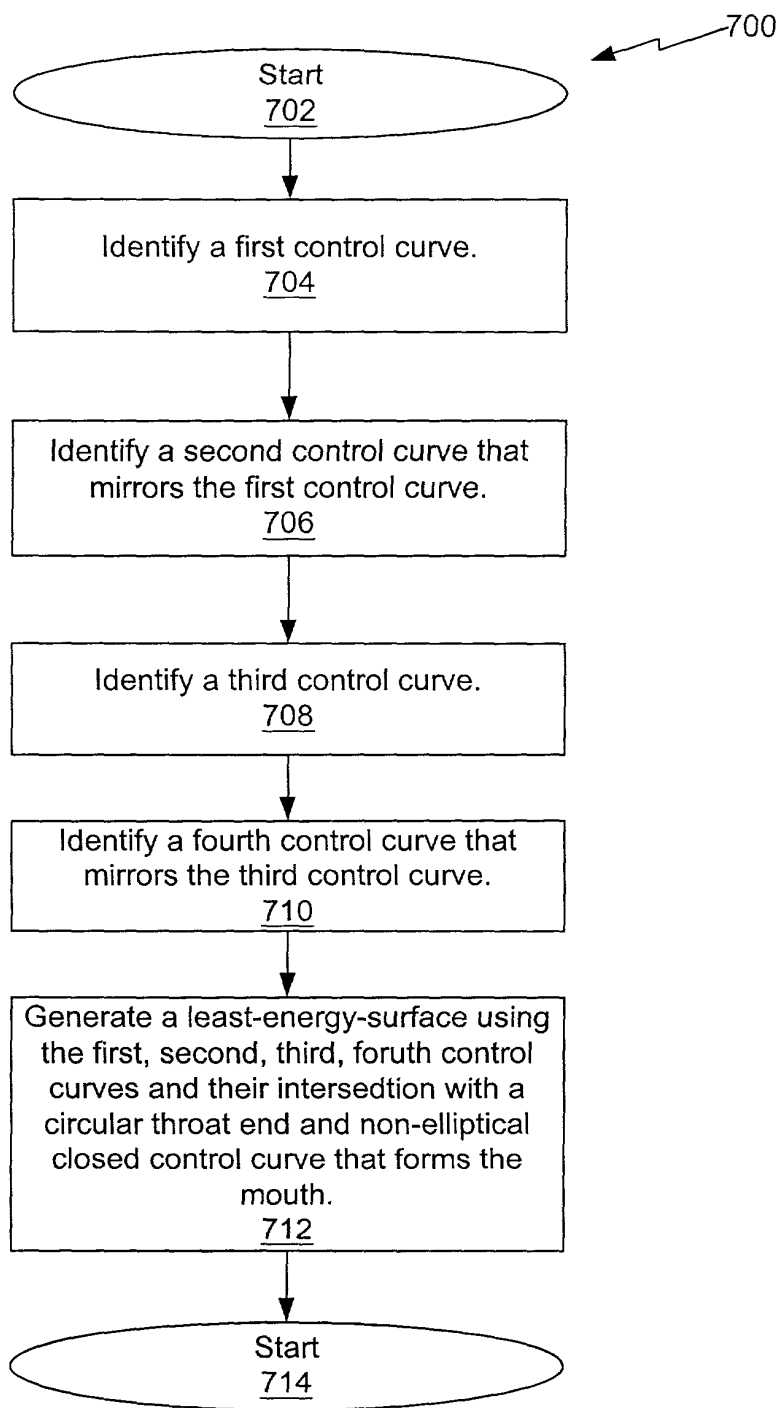 700
Start
702
Identify a first control curve.
704
Identify a second control curve that
mirrors the first control curve.
706
Identify a third control curve.
708
Identify a fourth control curve that
mirrors the third control curve.
710
Generate a least-energy-surface using
the first, second, third, foruth control
curves and their intersedtion with a
circular throat end and non-elliptical
closed control curve that forms the
mouth.
712
Start
714